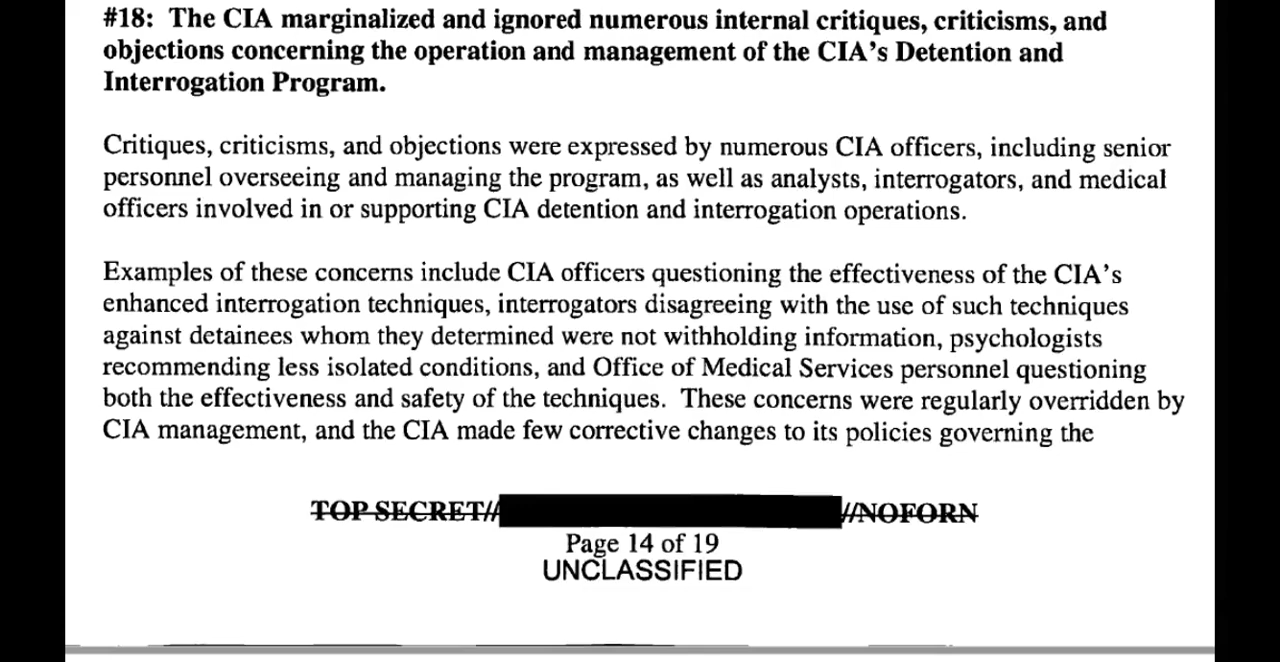 #18: The CIA marginalized and ignored numerous internal critiques, criticisms, and
objections concerning the operation and management of the CIA's Detention and
Interrogation Program.
Critiques, criticisms, and objections were expressed by numerous CIA officers, including senior
personnel overseeing and managing the program, as well as analysts, interrogators, and medical
officers involved in or supporting CIA detention and interrogation operations.
Examples of these concerns include CIA officers questioning the effectiveness of the CIA's
enhanced interrogation techniques, interrogators disagreeing with the use of such techniques
against detainees whom they determined were not withholding information, psychologists
recommending less isolated conditions, and Office of Medical Services personnel questioning
both the effectiveness and safety of the techniques. These concerns were regularly overridden by
CIA management, and the CIA made few corrective changes to its policies governing the
TOP SECRET// //NOFORN
Page 14 of 19
UNCLASSIFIED